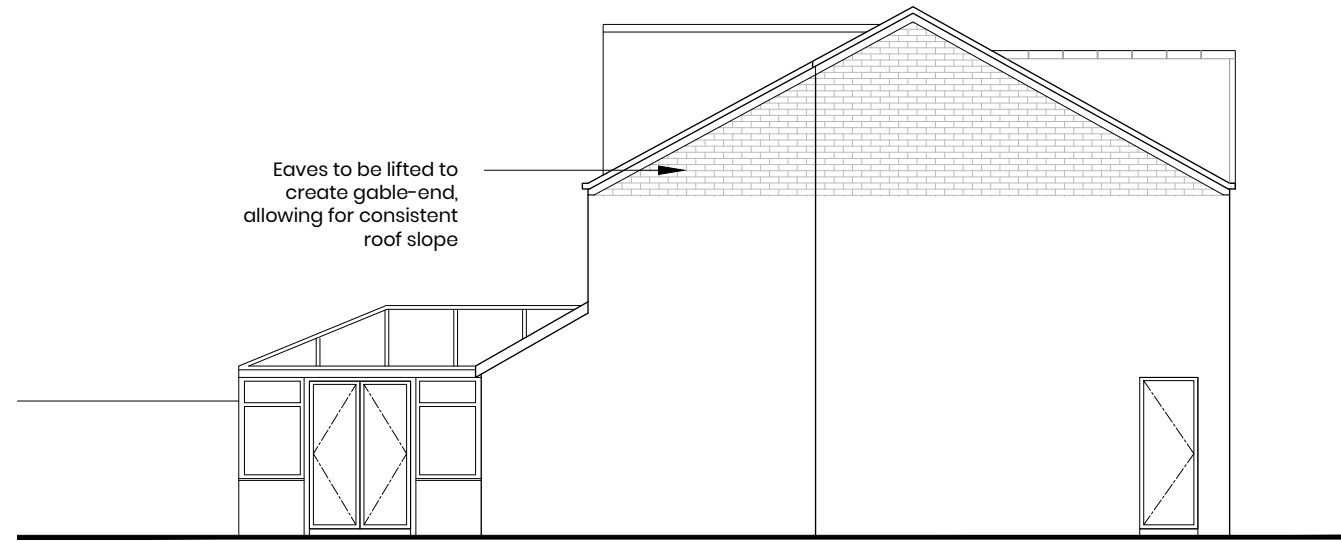 Eaves to be lifted to
create gable-end,
allowing for consistent
roof slope